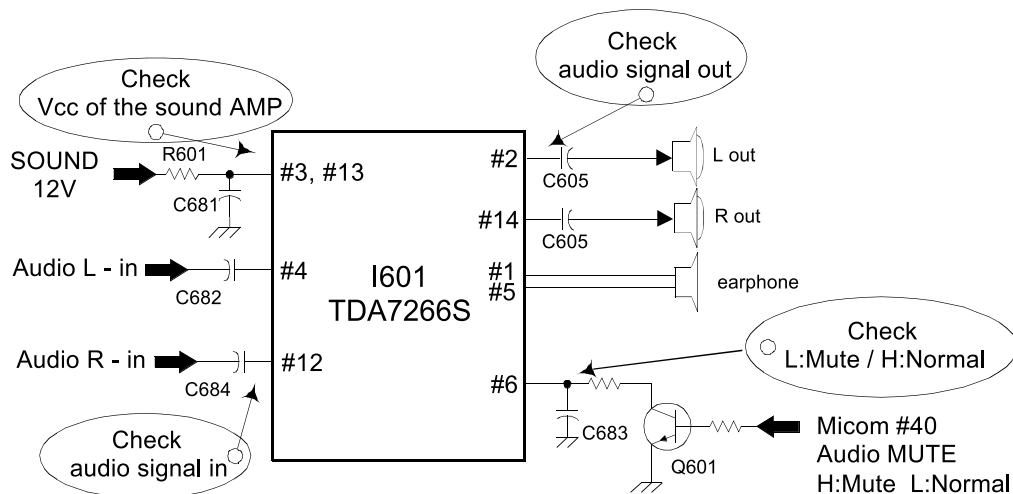 Check
audio signal out
Check
Vcc of the sound AMP
SOUND
12V
R601
C681
#3, #13
#2
C605
L out
#14
C605
R out
Audio L - in
C682
#4
I601
TDA7266S
#1
#5
earphone
Audio R - in
C684
#12
#6
Check
L:Mute / H:Normal
C683
Q601
Micom #40
Audio MUTE
H:Mute L:Normal
Check
audio signal in